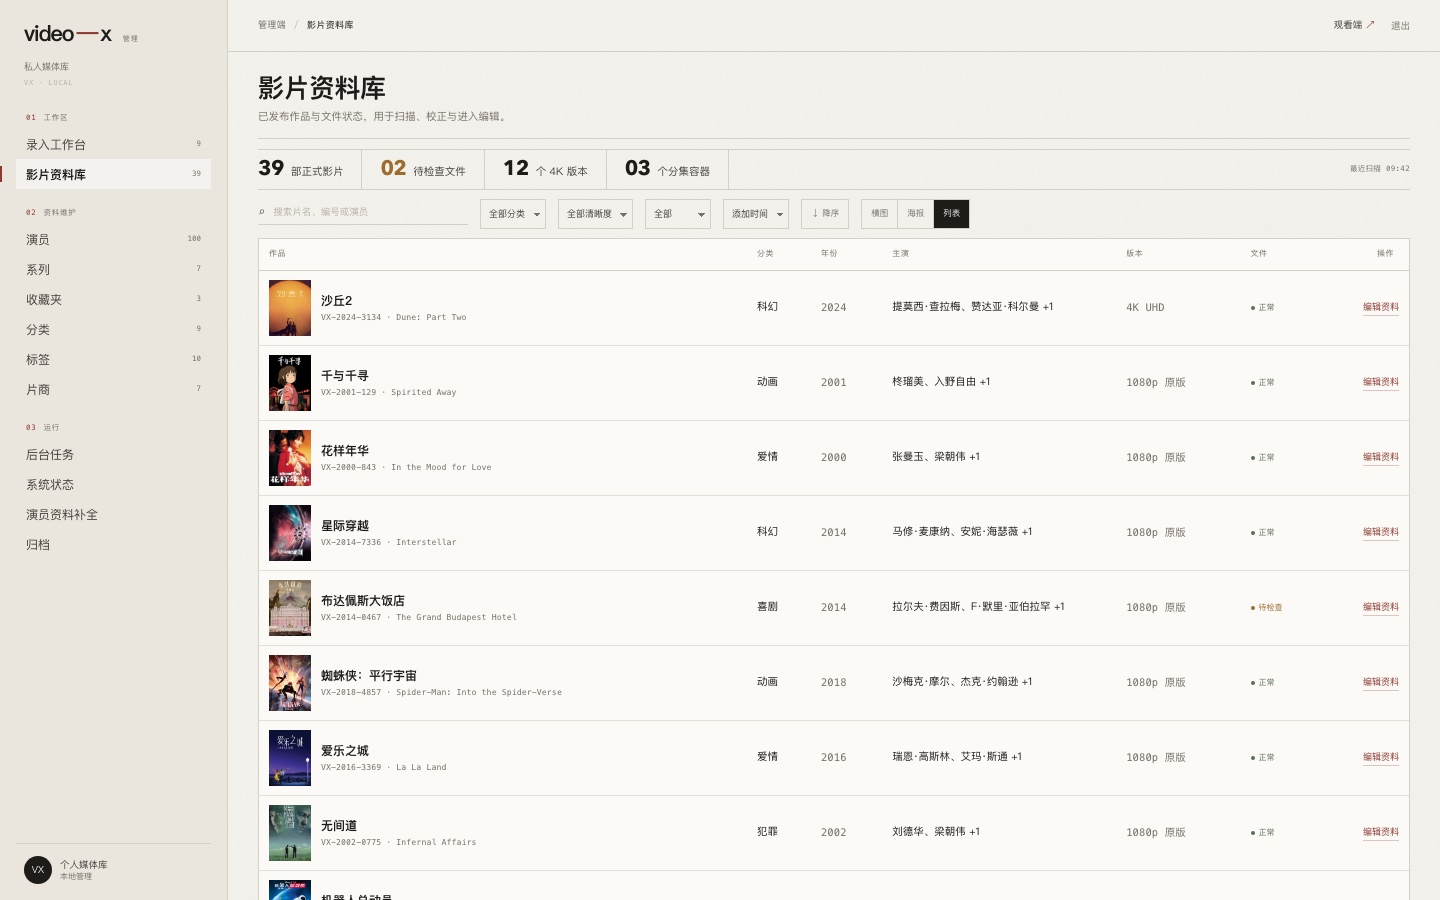 video—x 管理
私人媒体库
VX · LOCAL
01 工作区
录入工作台 9
影片资料库 39
02 资料维护
演员 100
系列 7
收藏夹 3
分类 9
标签 10
片商 7
03 运行
后台任务
系统状态
演员资料补全
归档
VX 个人媒体库
本地管理
管理端 / 影片资料库
观看端 ↗ 退出
影片资料库
已发布作品与文件状态，用于扫描、校正与进入编辑。
39 部正式影片 02 待检查文件 12 个 4K 版本 03 个分集容器 最近扫描 09:42
搜索片名、编号或演员 全部分类 全部清晰度 全部 添加时间 ↓ 降序 横图 海报 列表
作品 分类 年份 主演 版本 文件 操作
沙丘2
VX-2024-3134 · Dune: Part Two
科幻 2024 提莫西·查拉梅、赞达亚·科尔曼 +1 4K UHD 正常 编辑资料
千与千寻
千与千寻
VX-2001-129 · Spirited Away
动画 2001 柊瑠美、入野自由 +1 1080p 原版 正常 编辑资料
花样年华
花样年华
VX-2000-843 · In the Mood for Love
爱情 2000 张曼玉、梁朝伟 +1 1080p 原版 正常 编辑资料
星际穿越
VX-2014-7336 · Interstellar
科幻 2014 马修·麦康纳、安妮·海瑟薇 +1 1080p 原版 正常 编辑资料
布达佩斯大饭店
VX-2014-0467 · The Grand Budapest Hotel
喜剧 2014 拉尔夫·费因斯、F·默里·亚伯拉罕 +1 1080p 原版 待检查 编辑资料
蜘蛛侠：平行宇宙
VX-2018-4857 · Spider-Man: Into the Spider-Verse
动画 2018 沙梅克·摩尔、杰克·约翰逊 +1 1080p 原版 正常 编辑资料
爱乐之城
爱乐之城
VX-2016-3369 · La La Land
爱情 2016 瑞恩·高斯林、艾玛·斯通 +1 1080p 原版 正常 编辑资料
无间道
VX-2002-0775 · Infernal Affairs
犯罪 2002 刘德华、梁朝伟 +1 1080p 原版 正常 编辑资料
机器人总动员